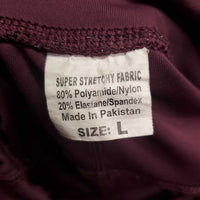 SUPER STRETCHY FABRIC
80% Polyamide/Nylon
20% Elastane/Spandex
Made In Pakistan
SIZE: L